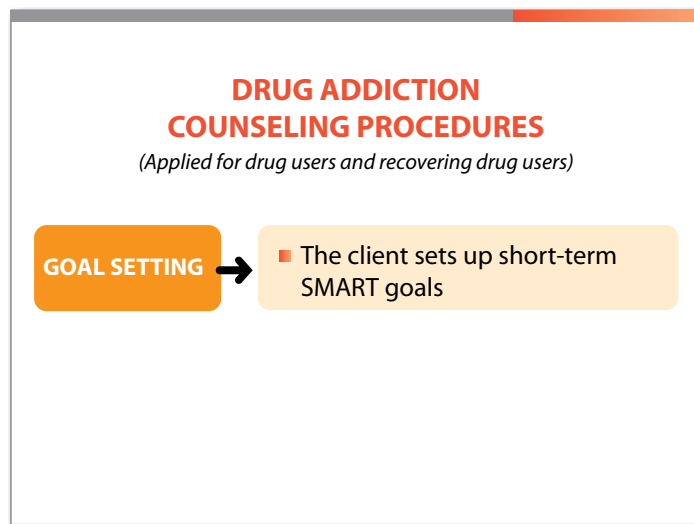 DRUG ADDICTION
COUNSELING PROCEDURES
(Applied for drug users and recovering drug users)
GOAL SETTING
The client sets up short-term
SMART goals